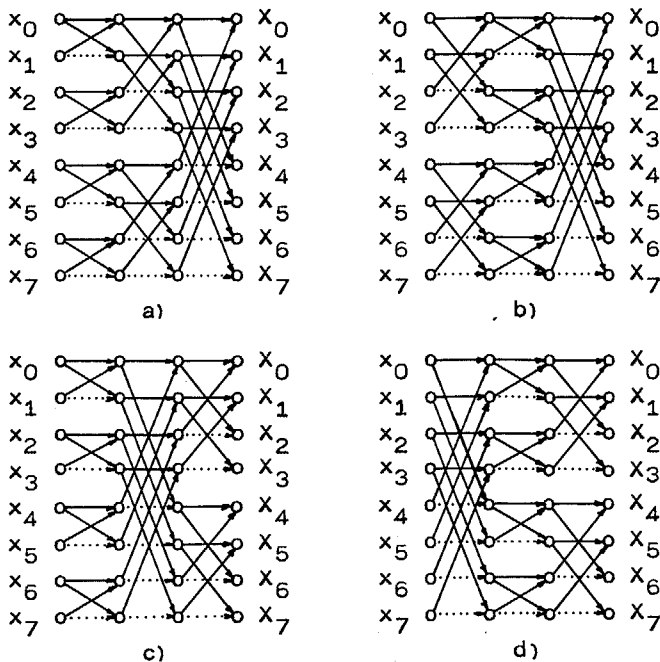 x0 X0 x0 X0
x1 X1 x1 X1
x2 X2 x2 X2
x3 X3 x3 X3
x4 X4 x4 X4
x5 X5 x5 X5
x6 X6 x6 X6
x7 X7 x7 X7
a) b)
x0 X0 x0 X0
x1 X1 x1 X1
x2 X2 x2 X2
x3 X3 x3 X3
x4 X4 x4 X4
x5 X5 x5 X5
x6 X6 x6 X6
x7 X7 x7 X7
c) d)